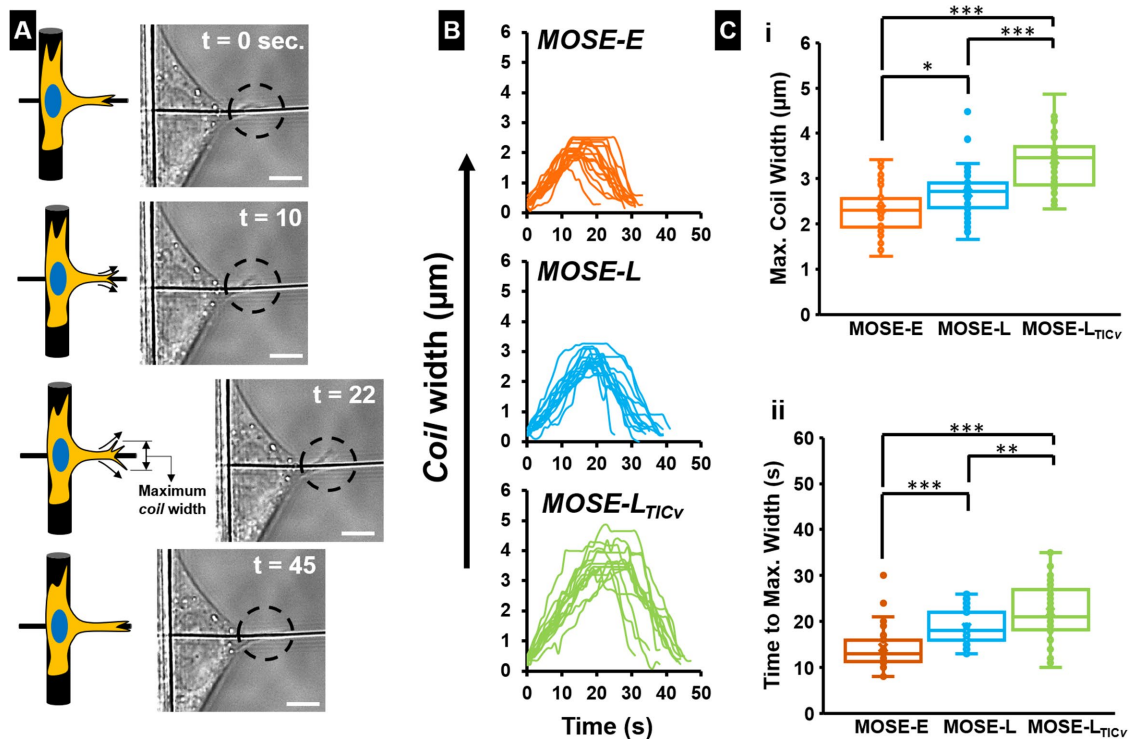 A
t = 0 sec.
t = 10
t = 22
Maximum
coil width
t = 45
B
Coil width (μm)
MOSE-E
6
5
4
3
2
1
0
0 10 20 30 40 50
MOSE-L
6
5
4
3
2
1
0
0 10 20 30 40 50
MOSE-LTICv
6
5
4
3
2
1
0
0 10 20 30 40 50
Time (s)
C
i
***
***
*
Max. Coil Width (μm)
6
5
4
3
2
1
0
MOSE-E MOSE-L MOSE-LTICv
ii
***
**
***
Time to Max. Width (s)
60
50
40
30
20
10
0
MOSE-E MOSE-L MOSE-LTICv